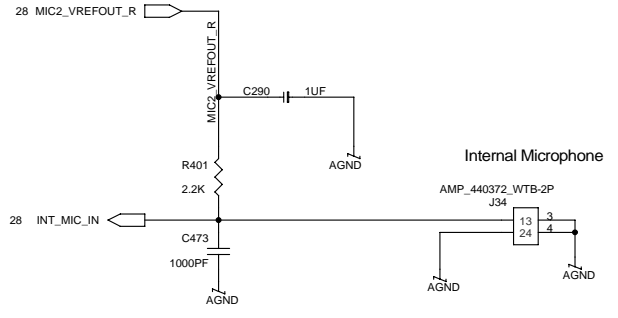 28 MIC2_VREFOUT_R
MIC2_VREFOUT_R
C290 1UF
AGND
Internal Microphone
R401
2.2K
AMP_440372_WTB-2P
J34
28 INT_MIC_IN
13 3
24 4
C473
1000PF
AGND
AGND
AGND